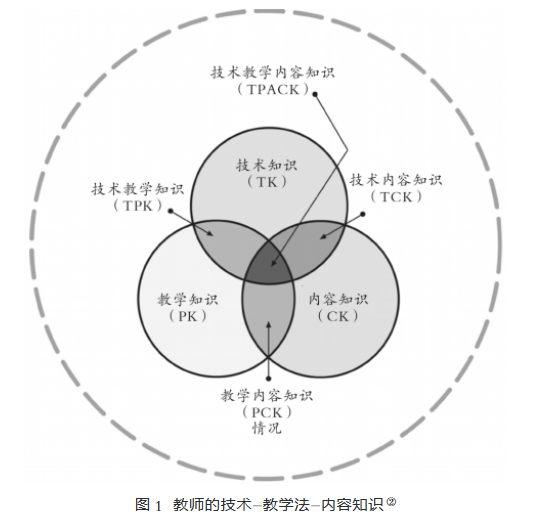 技术教学内容知识
（TPACK）
技术知识
（TK）
技术教学知识
（TPK）
技术内容知识
（TCK）
教学知识
（PK）
内容知识
（CK）
教学内容知识
（PCK）
情况
图 1 教师的技术–教学法–内容知识②